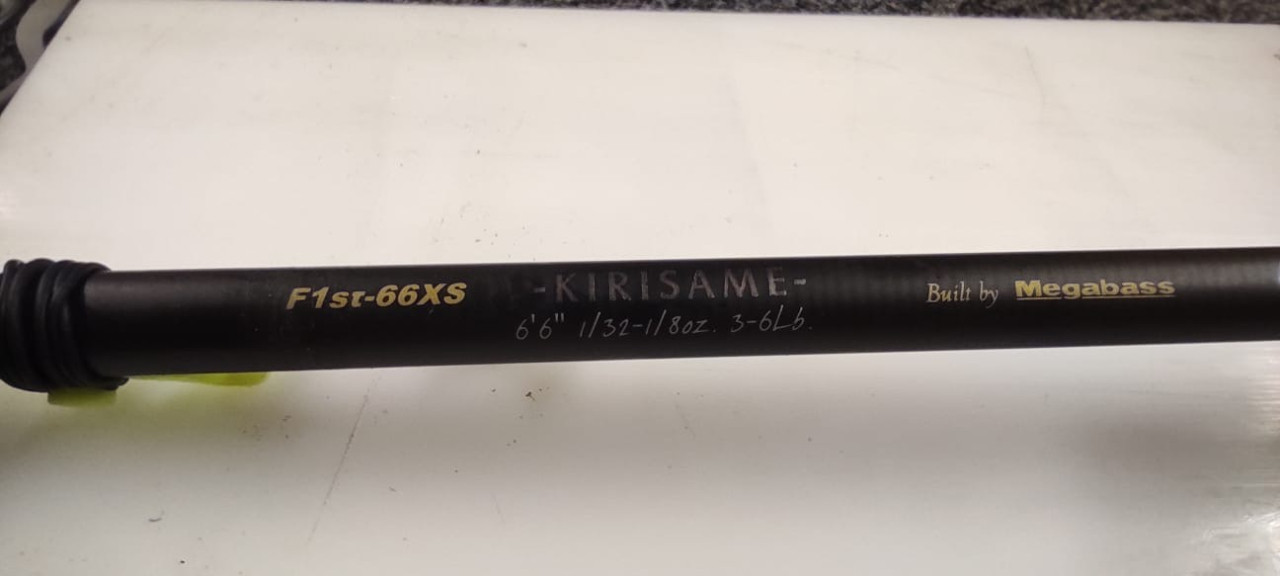 F1st-66XS -KIRISAME- Built by Megabass
6'6" 1/32-1/8oz. 3-6Lb.